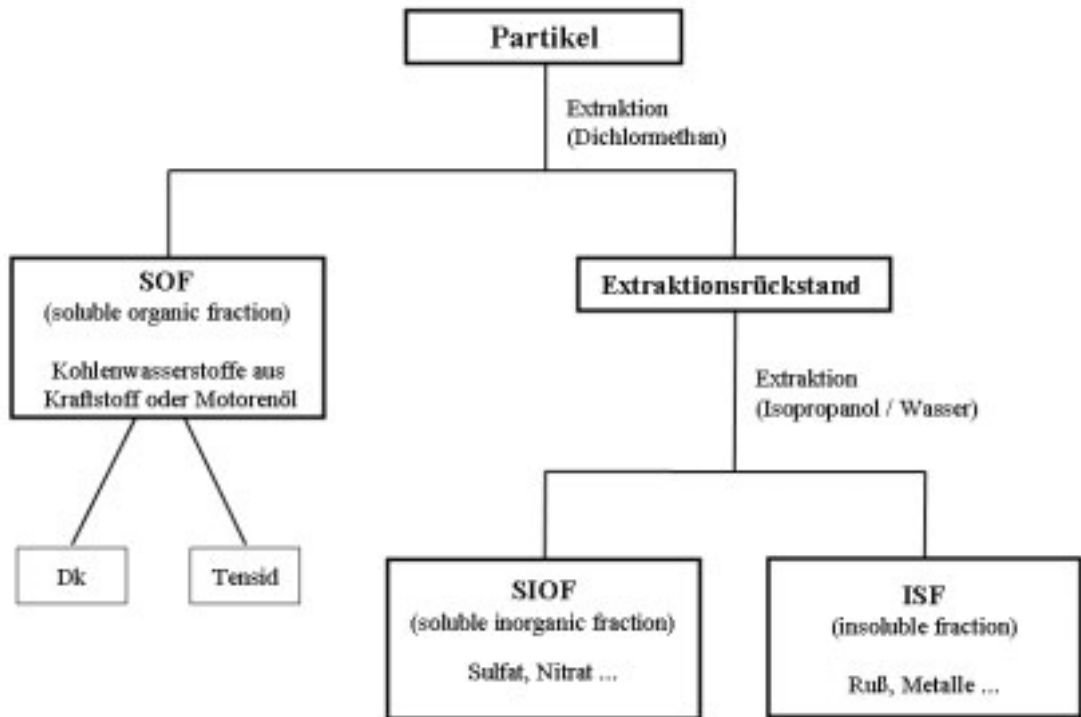 Partikel
Extraktion
(Dichlormethan)
SOF
(soluble organic fraction)
Kohlenwasserstoffe aus
Kraftstoff oder Motorenöl
Extraktionsrückstand
Extraktion
(Isopropanol / Wasser)
Dk
Tensid
SIOF
(soluble inorganic fraction)
Sulfat, Nitrat ...
ISF
(insoluble fraction)
Ruß, Metalle ...